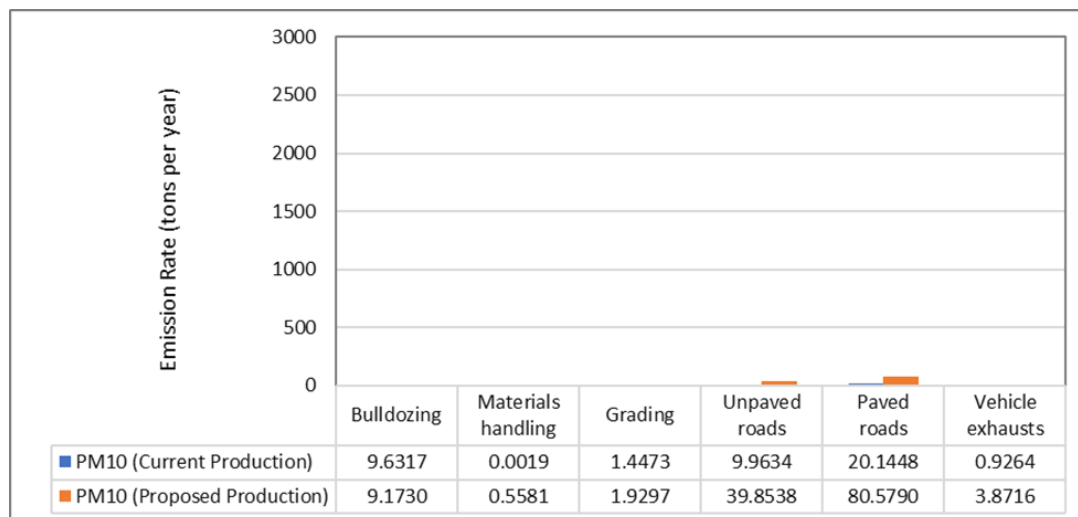 3000
2500
2000
1500
1000
500
0
Emission Rate (tons per year)
Bulldozing
Materials
handling
Grading
Unpaved
roads
Paved
roads
Vehicle
exhausts
PM10 (Current Production) 9.6317 0.0019 1.4473 9.9634 20.1448 0.9264
PM10 (Proposed Production) 9.1730 0.5581 1.9297 39.8538 80.5790 3.8716